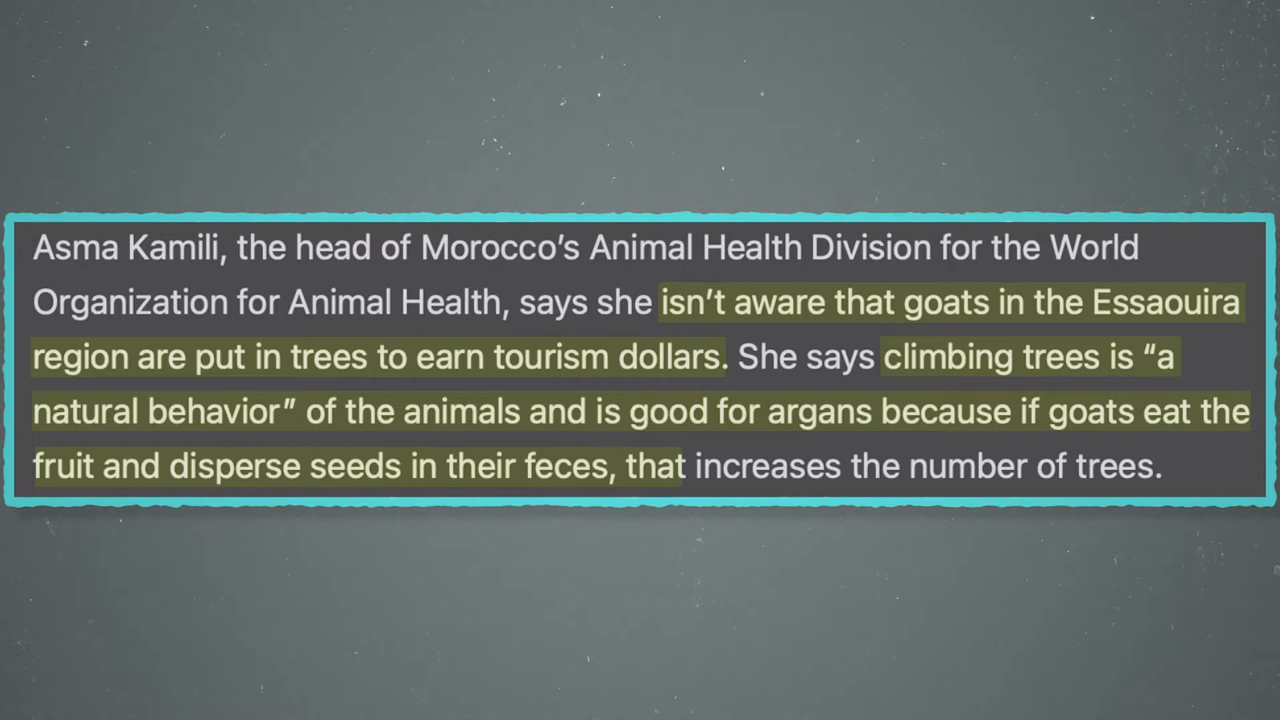 Asma Kamili, the head of Morocco’s Animal Health Division for the World
Organization for Animal Health, says she isn’t aware that goats in the Essaouira
region are put in trees to earn tourism dollars. She says climbing trees is “a
natural behavior” of the animals and is good for argans because if goats eat the
fruit and disperse seeds in their feces, that increases the number of trees.